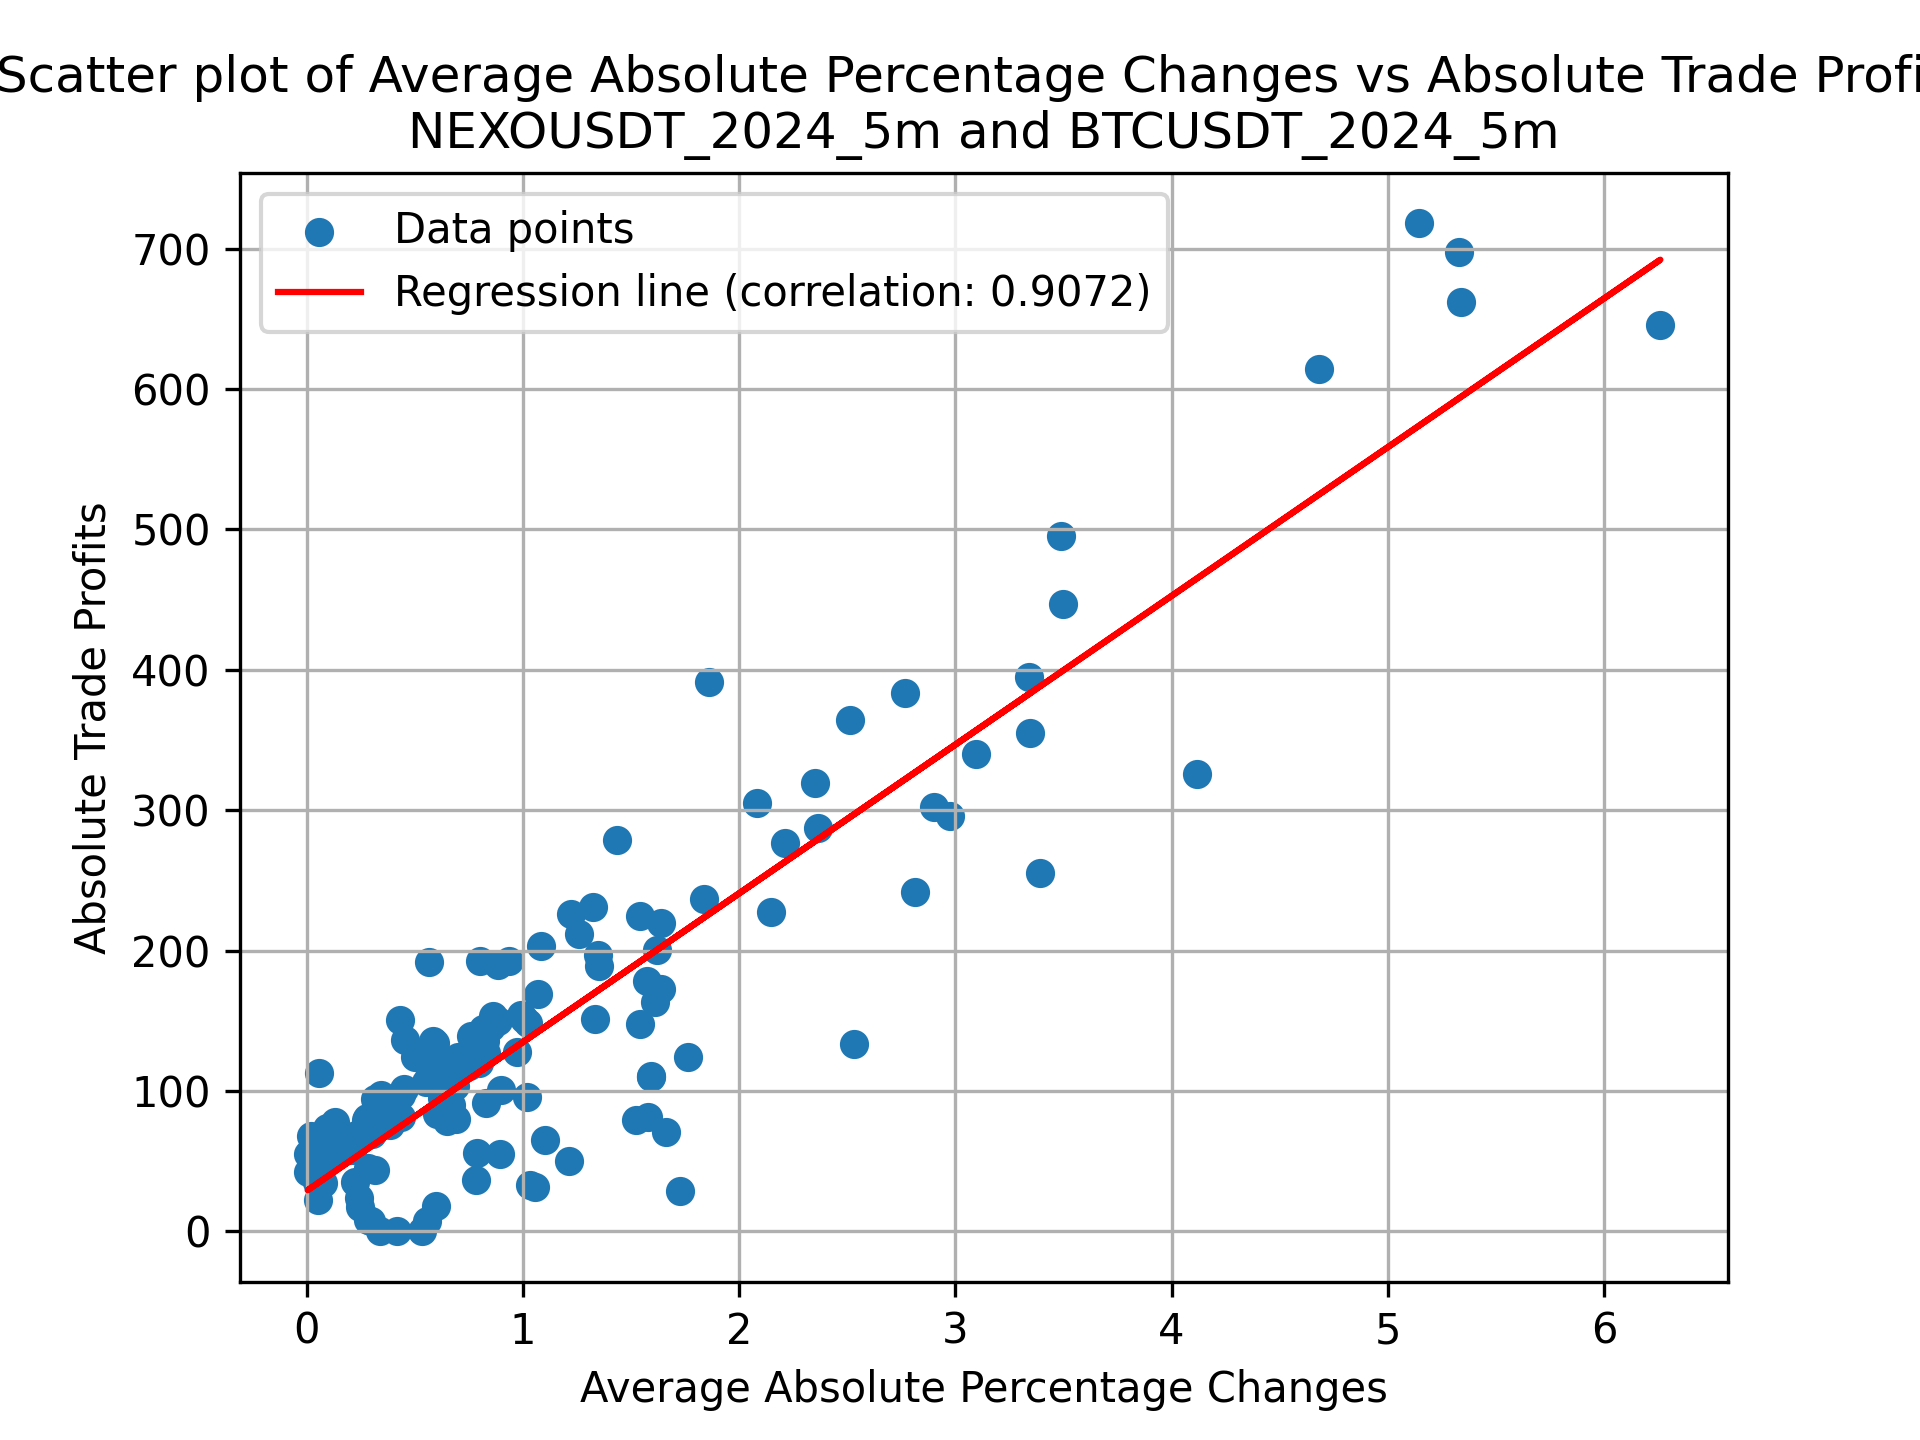 Scatter plot of Average Absolute Percentage Changes vs Absolute Trade Profi
NEXOUSDT_2024_5m and BTCUSDT_2024_5m
Data points
Regression line (correlation: 0.9072)
700
600
500
400
300
200
100
0
Absolute Trade Profits
0 1 2 3 4 5 6
Average Absolute Percentage Changes